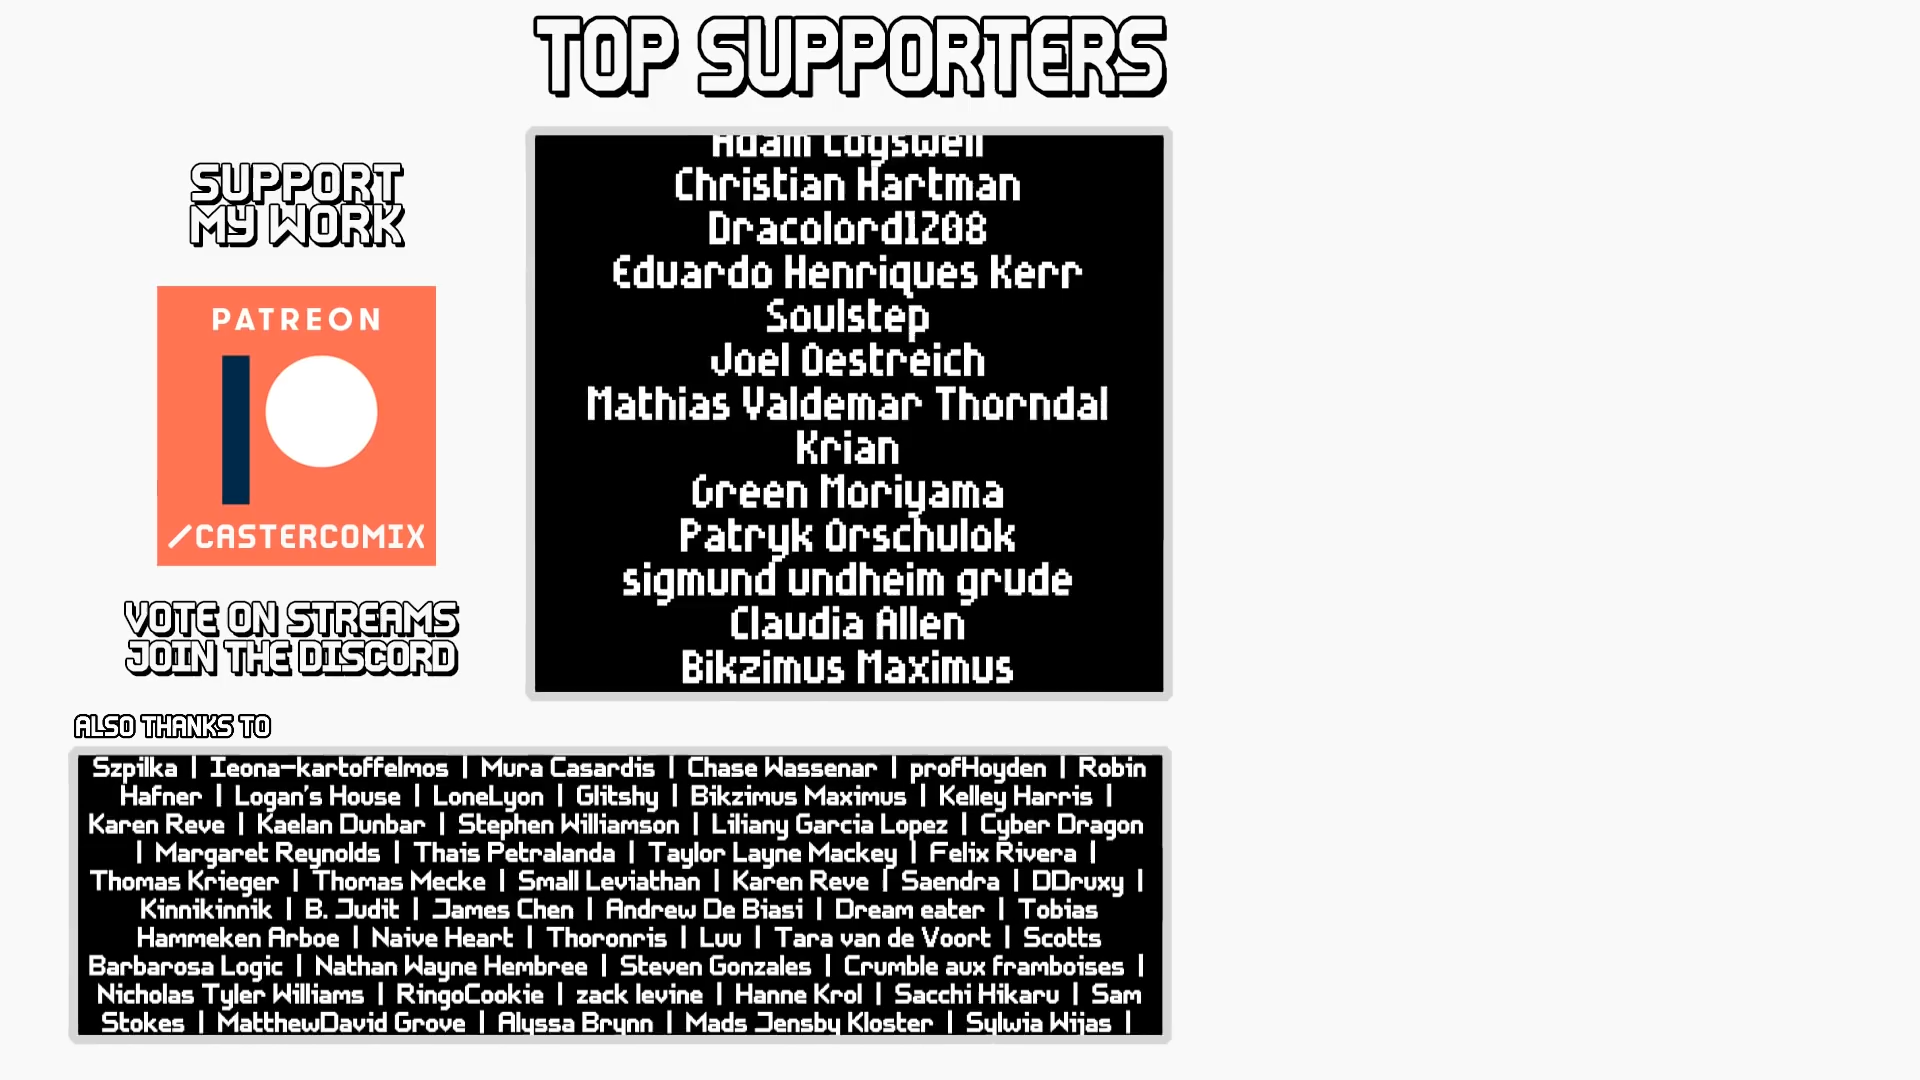 TOP SUPPORTERS
Adam Cogswell
Christian Hartman
Dracolord1208
Eduardo Henriques Kerr
Soulstep
Joel Oestreich
Mathias Valdemar Thorndal
Krian
Green Moriyama
Patryk Orschulok
sigmund undheim grude
Claudia Allen
Bikzimus Maximus
SUPPORT
MY WORK
PATREON
/CASTERCOMIX
VOTE ON STREAMS
JOIN THE DISCORD
ALSO THANKS TO
Szpilka | Ieona-kartoffelmos | Mura Casardis | Chase Wassenar | profHoyden | Robin
Hafner | Logan's House | LoneLyon | Glitshy | Bikzimus Maximus | Kelley Harris |
Karen Reve | Kaelan Dunbar | Stephen Williamson | Liliany Garcia Lopez | Cyber Dragon
| Margaret Reynolds | Thais Petralanda | Taylor Layne Mackey | Felix Rivera |
Thomas Krieger | Thomas Mecke | Small Leviathan | Karen Reve | Saendra | DDruxy |
Kinnikinnik | B. Judit | James Chen | Andrew De Biasi | Dream eater | Tobias
Hammeken Arboe | Naive Heart | Thoronris | Luu | Tara van de Voort | Scotts
Barbarosa Logic | Nathan Wayne Hembree | Steven Gonzales | Crumble aux framboises |
Nicholas Tyler Williams | RingoCookie | zack levine | Hanne Krol | Sacchi Hikaru | Sam
Stokes | MatthewDavid Grove | Alyssa Brynn | Mads Jensby Kloster | Sylwia Wijas |